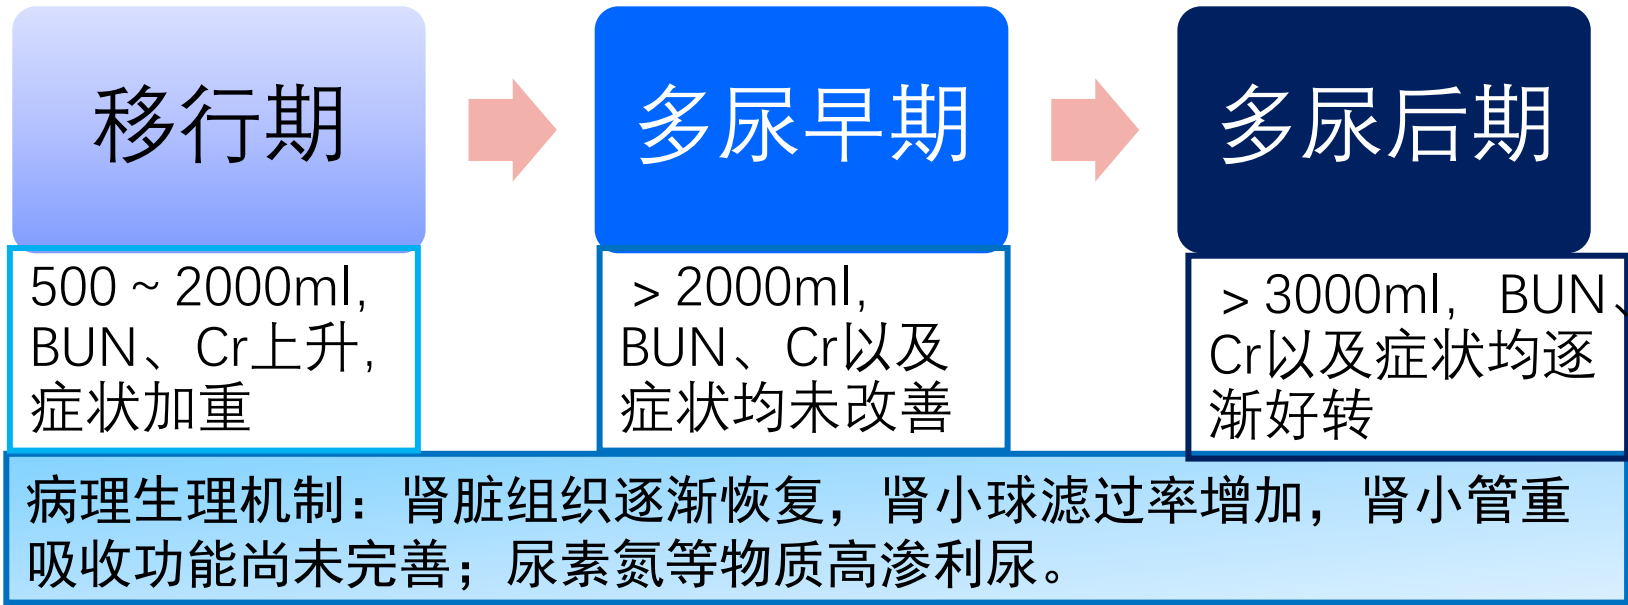 移行期
多尿早期
多尿后期
500～2000ml,
BUN、Cr上升,
症状加重
＞2000ml,
BUN、Cr以及
症状均未改善
＞3000ml，BUN、
Cr以及症状均逐
渐好转
病理生理机制：肾脏组织逐渐恢复，肾小球滤过率增加，肾小管重
吸收功能尚未完善；尿素氮等物质高渗利尿。